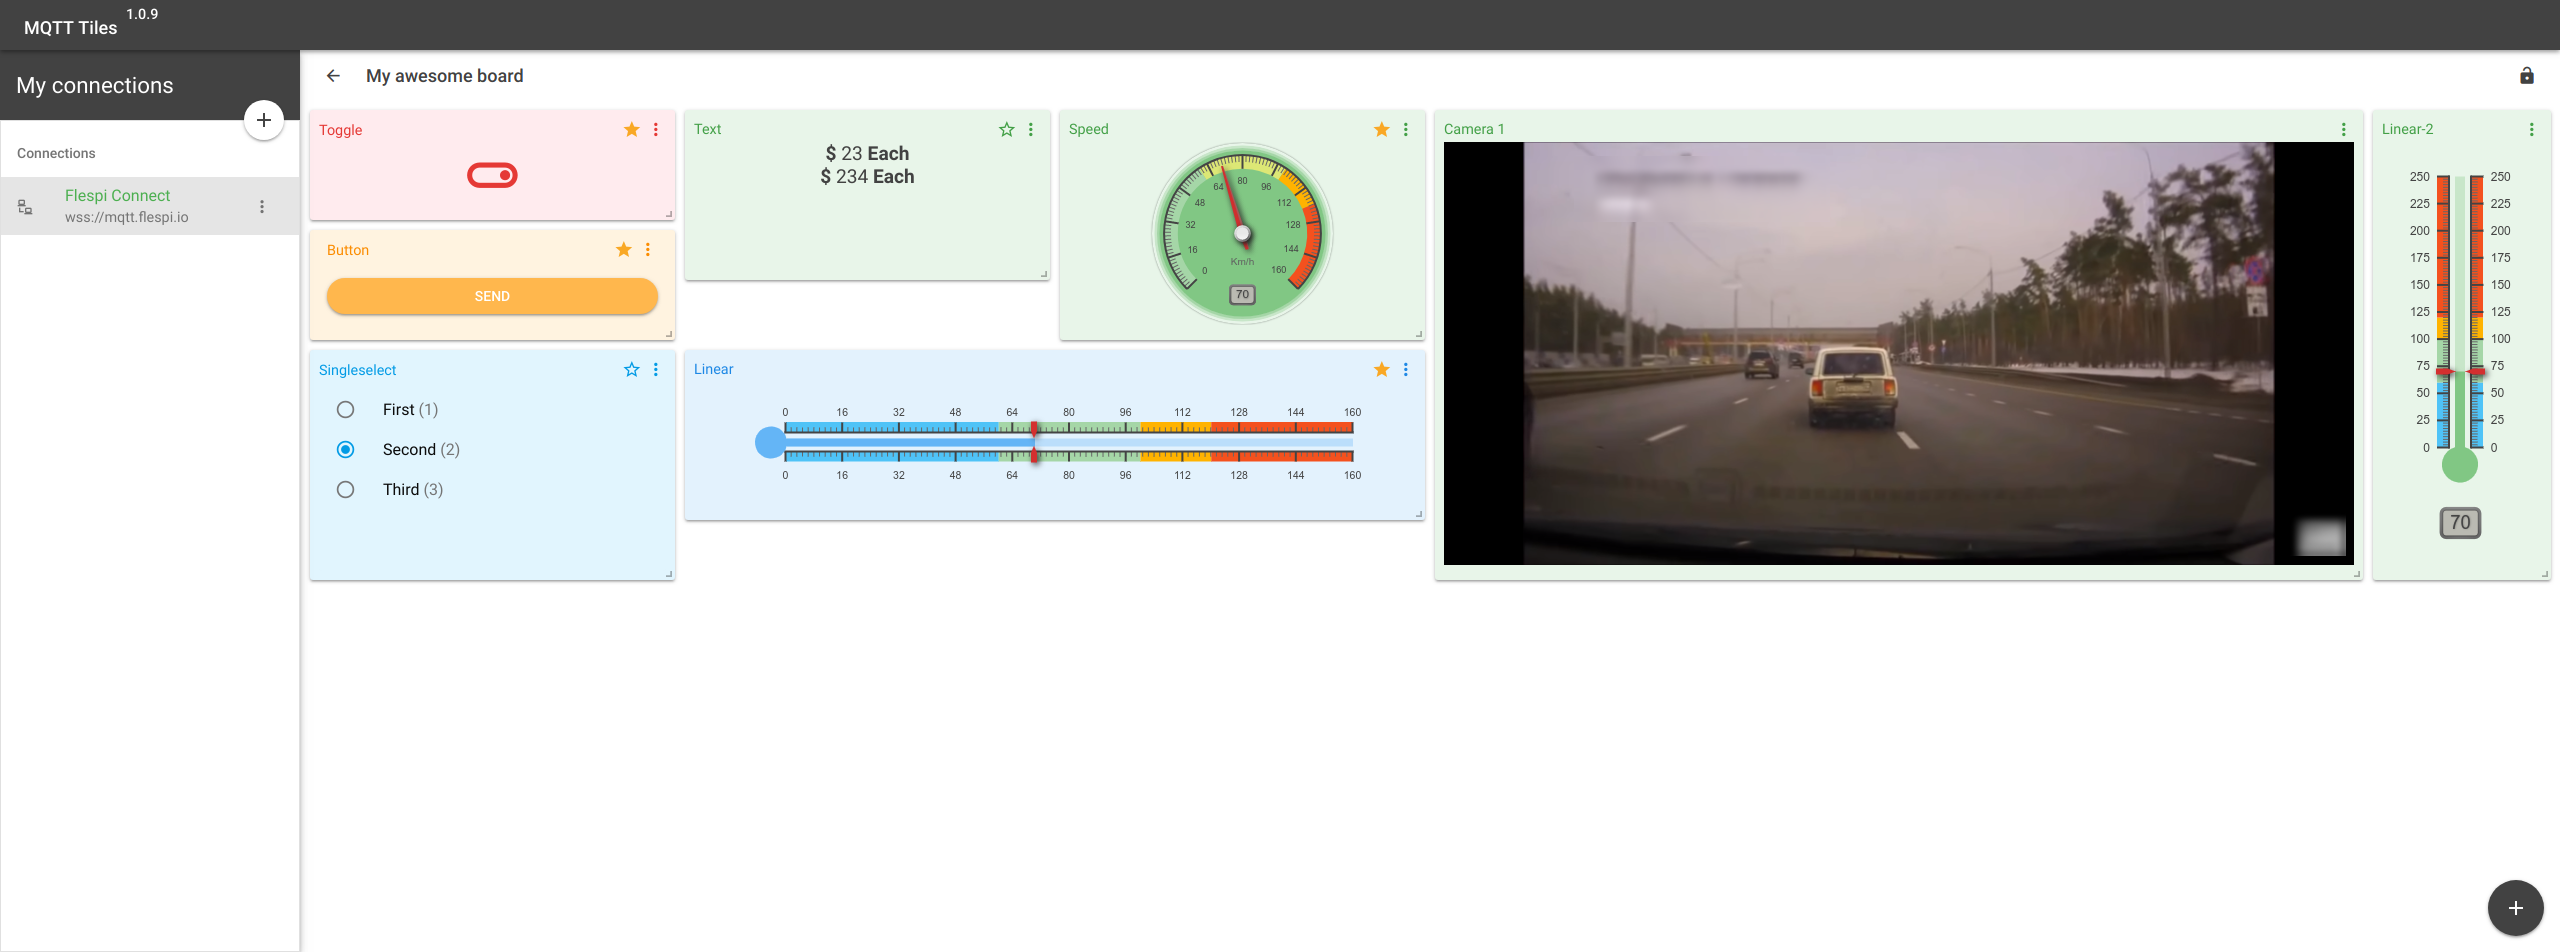 MQTT Tiles 1.0.9
My connections
Connections
Flespi Connect
wss://mqtt.flespi.io
My awesome board
Toggle
Button
SEND
Singleselect
First (1)
Second (2)
Third (3)
Text
$ 23 Each
$ 234 Each
Speed
0 16 32 48 64 80 96 112 128 144 160
Km/h
70
Linear
0 16 32 48 64 80 96 112 128 144 160
0 16 32 48 64 80 96 112 128 144 160
Camera 1
Linear-2
250 250
225 225
200 200
175 175
150 150
125 125
100 100
75 75
50 50
25 25
0 0
70